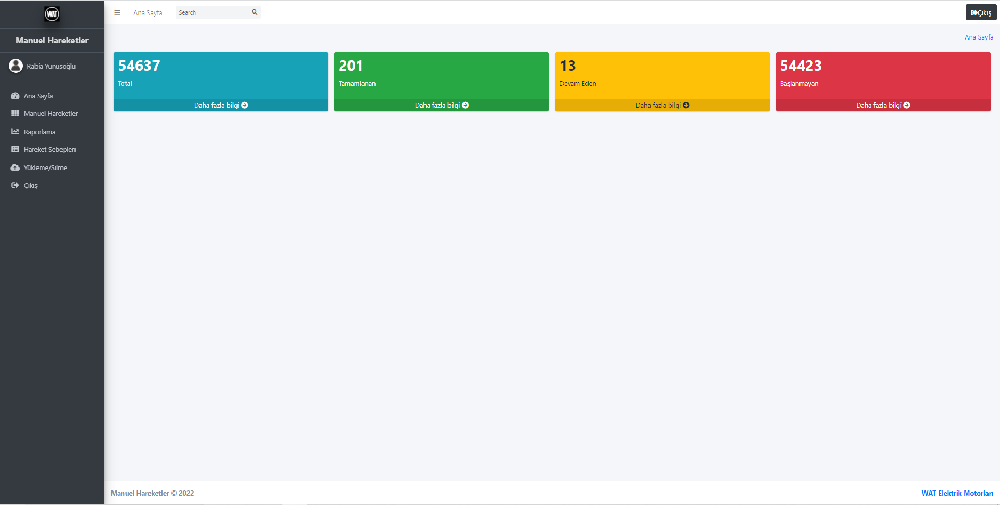 WAT
Manuel Hareketler
Rabia Yunusoğlu
Ana Sayfa
Manuel Hareketler
Raporlama
Hareket Sebepleri
Yükleme/Silme
Çıkış
Ana Sayfa
Search
Çıkış
Ana Sayfa
54637
Total
Daha fazla bilgi
201
Tamamlanan
Daha fazla bilgi
13
Devam Eden
Daha fazla bilgi
54423
Başlanmayan
Daha fazla bilgi
Manuel Hareketler © 2022
WAT Elektrik Motorları